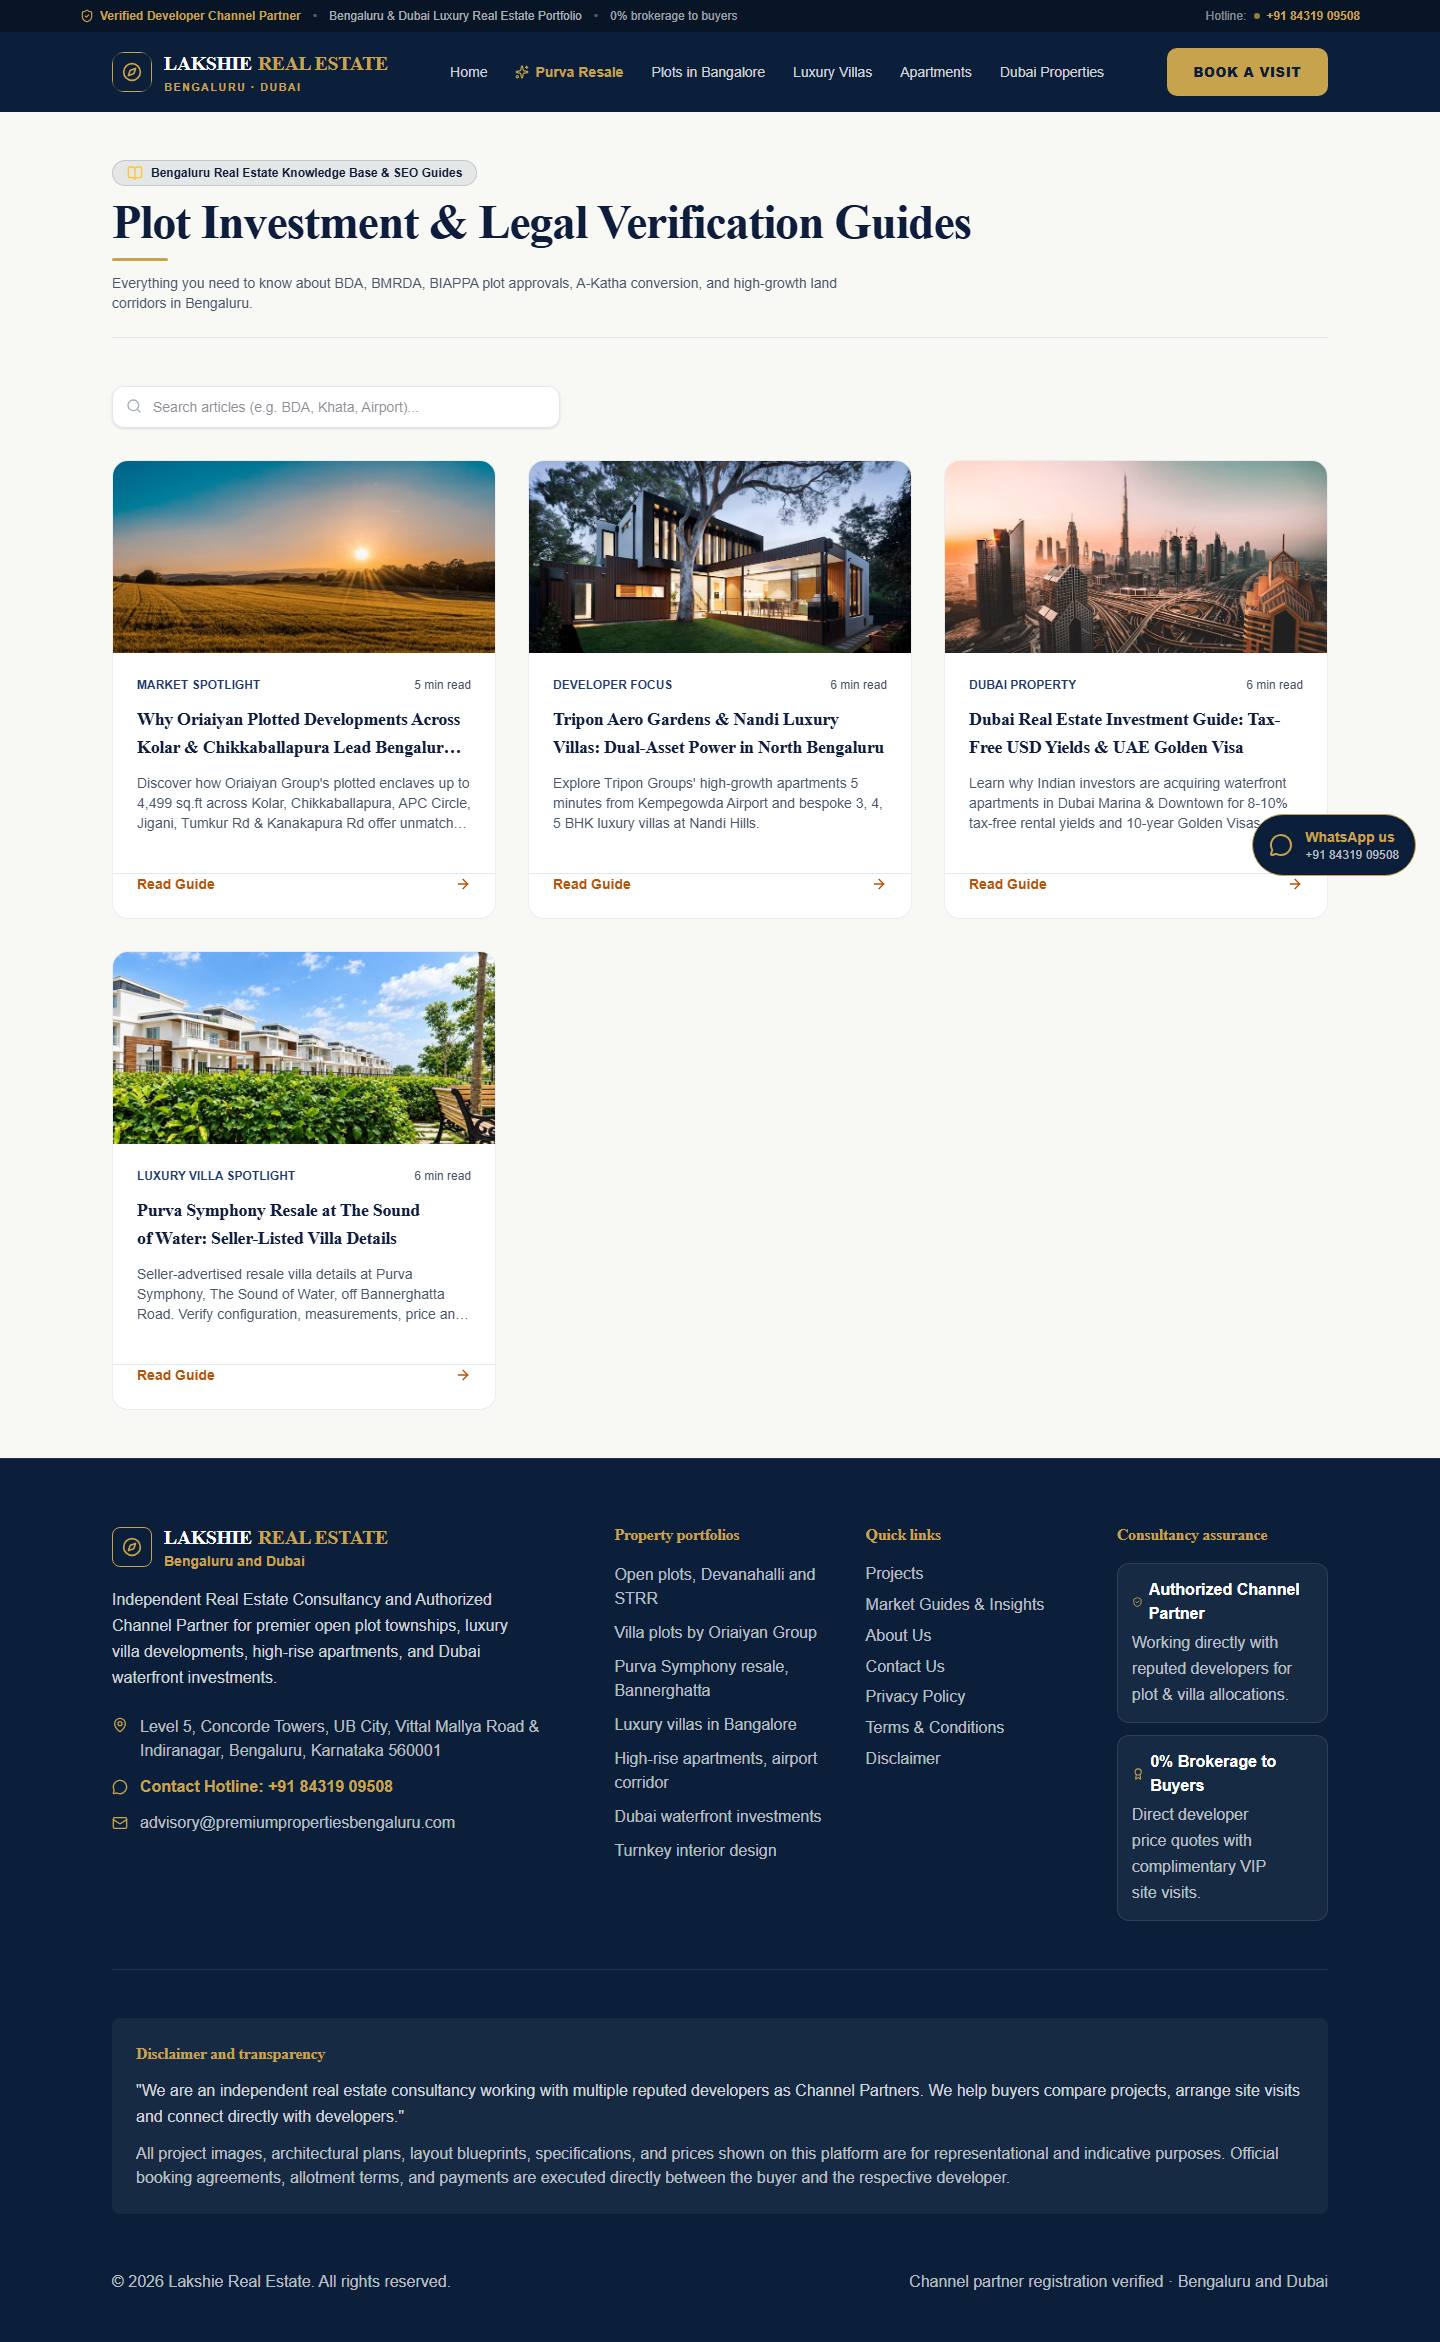 Verified Developer Channel Partner • Bengaluru & Dubai Luxury Real Estate Portfolio • 0% brokerage to buyers
Hotline: • +91 84319 09508
LAKSHIE REAL ESTATE
BENGALURU • DUBAI
Home
Purva Resale
Plots in Bangalore
Luxury Villas
Apartments
Dubai Properties
BOOK A VISIT
Bengaluru Real Estate Knowledge Base & SEO Guides
Plot Investment & Legal Verification Guides
Everything you need to know about BDA, BMRDA, BIAPPA plot approvals, A-Katha conversion, and high-growth land
corridors in Bengaluru.
Search articles (e.g. BDA, Khata, Airport)...
MARKET SPOTLIGHT
5 min read
Why Oriaiyan Plotted Developments Across
Kolar & Chikkaballapura Lead Bengalur...
Discover how Oriaiyan Group's plotted enclaves up to
4,499 sq.ft across Kolar, Chikkaballapura, APC Circle,
Jigani, Tumkur Rd & Kanakapura Rd offer unmatch...
Read Guide
DEVELOPER FOCUS
6 min read
Tripon Aero Gardens & Nandi Luxury
Villas: Dual-Asset Power in North Bengaluru
Explore Tripon Groups' high-growth apartments 5
minutes from Kempegowda Airport and bespoke 3, 4,
5 BHK luxury villas at Nandi Hills.
Read Guide
DUBAI PROPERTY
6 min read
Dubai Real Estate Investment Guide: Tax-
Free USD Yields & UAE Golden Visa
Learn why Indian investors are acquiring waterfront
apartments in Dubai Marina & Downtown for 8-10%
tax-free rental yields and 10-year Golden Visas
Read Guide
WhatsApp us
+91 84319 09508
LUXURY VILLA SPOTLIGHT
6 min read
Purva Symphony Resale at The Sound
of Water: Seller-Listed Villa Details
Seller-advertised resale villa details at Purva
Symphony, The Sound of Water, off Bannerghatta
Road. Verify configuration, measurements, price an...
Read Guide
LAKSHIE REAL ESTATE
Bengaluru and Dubai
Independent Real Estate Consultancy and Authorized
Channel Partner for premier open plot townships, luxury
villa developments, high-rise apartments, and Dubai
waterfront investments.
Level 5, Concorde Towers, UB City, Vittal Mallya Road &
Indiranagar, Bengaluru, Karnataka 560001
Contact Hotline: +91 84319 09508
advisory@premiumpropertiesbengaluru.com
Property portfolios
Open plots, Devanahalli and
STRR
Villa plots by Oriaiyan Group
Purva Symphony resale,
Bannerghatta
Luxury villas in Bangalore
High-rise apartments, airport
corridor
Dubai waterfront investments
Turnkey interior design
Quick links
Projects
Market Guides & Insights
About Us
Contact Us
Privacy Policy
Terms & Conditions
Disclaimer
Consultancy assurance
Authorized Channel
Partner
Working directly with
reputed developers for
plot & villa allocations.
0% Brokerage to
Buyers
Direct developer
price quotes with
complimentary VIP
site visits.
Disclaimer and transparency
"We are an independent real estate consultancy working with multiple reputed developers as Channel Partners. We help buyers compare projects, arrange site visits
and connect directly with developers."
All project images, architectural plans, layout blueprints, specifications, and prices shown on this platform are for representational and indicative purposes. Official
booking agreements, allotment terms, and payments are executed directly between the buyer and the respective developer.
© 2026 Lakshie Real Estate. All rights reserved.
Channel partner registration verified · Bengaluru and Dubai